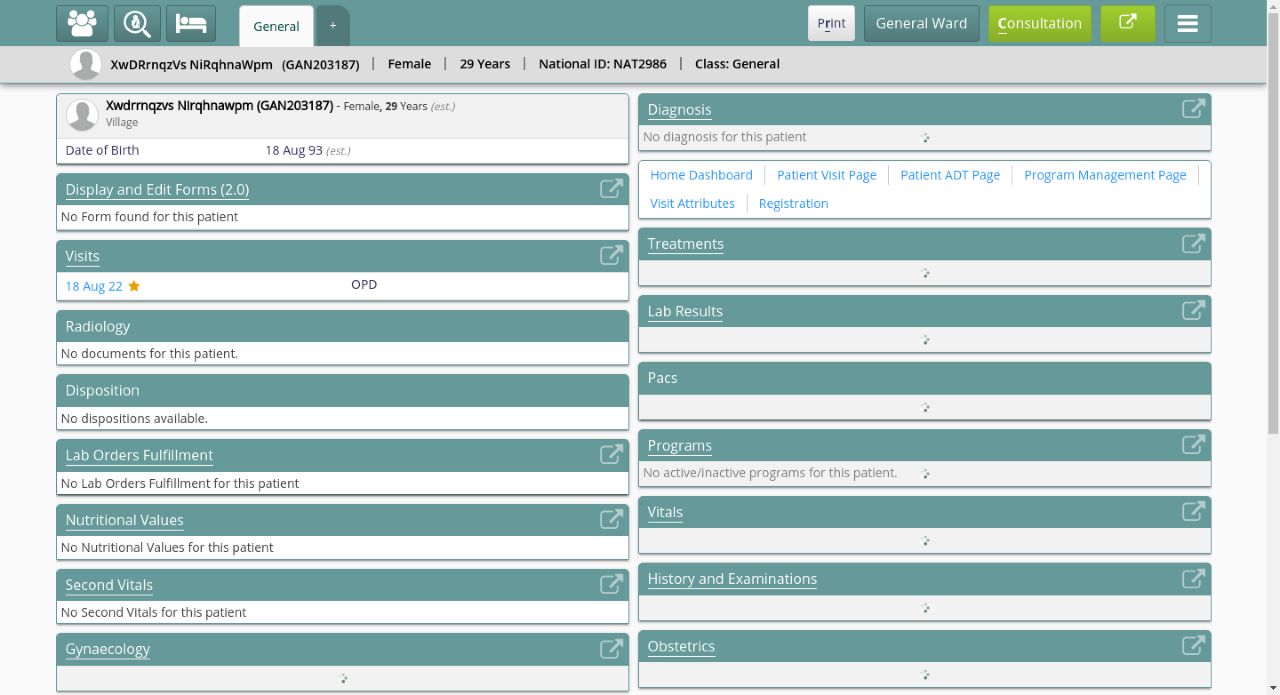 General
+
Print
General Ward
Consultation
XwDRrnqzVs NiRqhnaWpm (GAN203187) | Female | 29 Years | National ID: NAT2986 | Class: General
Xwdrrnqzvs Nirqhnawpm (GAN203187) - Female, 29 Years (est.)
Village
Date of Birth 18 Aug 93 (est.)
Display and Edit Forms (2.0)
No Form found for this patient
Visits
18 Aug 22 OPD
Radiology
No documents for this patient.
Disposition
No dispositions available.
Lab Orders Fulfillment
No Lab Orders Fulfillment for this patient
Nutritional Values
No Nutritional Values for this patient
Second Vitals
No Second Vitals for this patient
Gynaecology
Diagnosis
No diagnosis for this patient
Home Dashboard | Patient Visit Page | Patient ADT Page | Program Management Page
Visit Attributes | Registration
Treatments
Lab Results
Pacs
Programs
No active/inactive programs for this patient.
Vitals
History and Examinations
Obstetrics